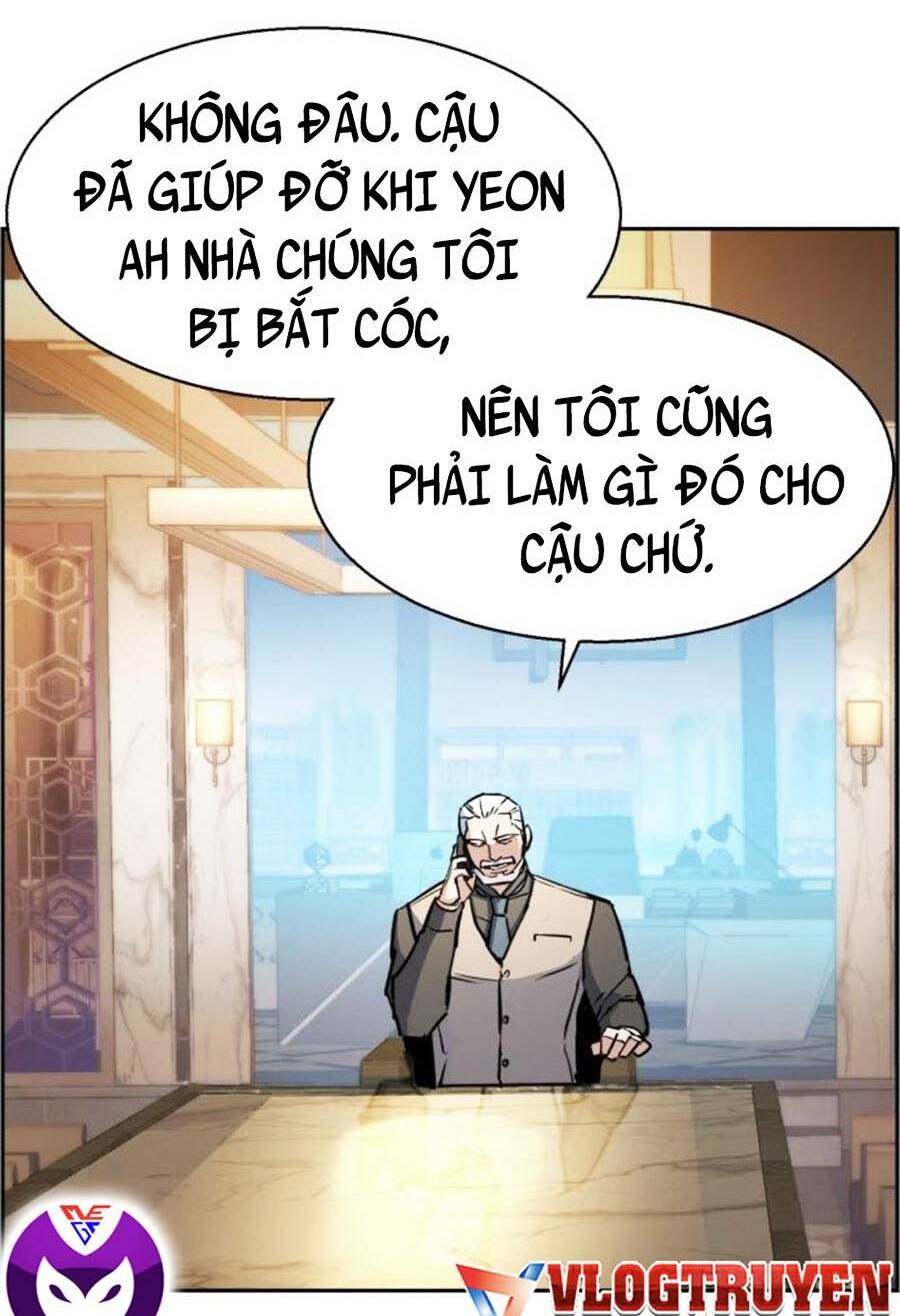 KHÔNG ĐÂU. CẬU
ĐÃ GIÚP ĐỠ KHI YEON
AH NHÀ CHÚNG TÔI
BỊ BẮT CÓC,
NÊN TÔI CŨNG
PHẢI LÀM GÌ ĐÓ CHO
CẬU CHỨ.
VLOGTRUYEN